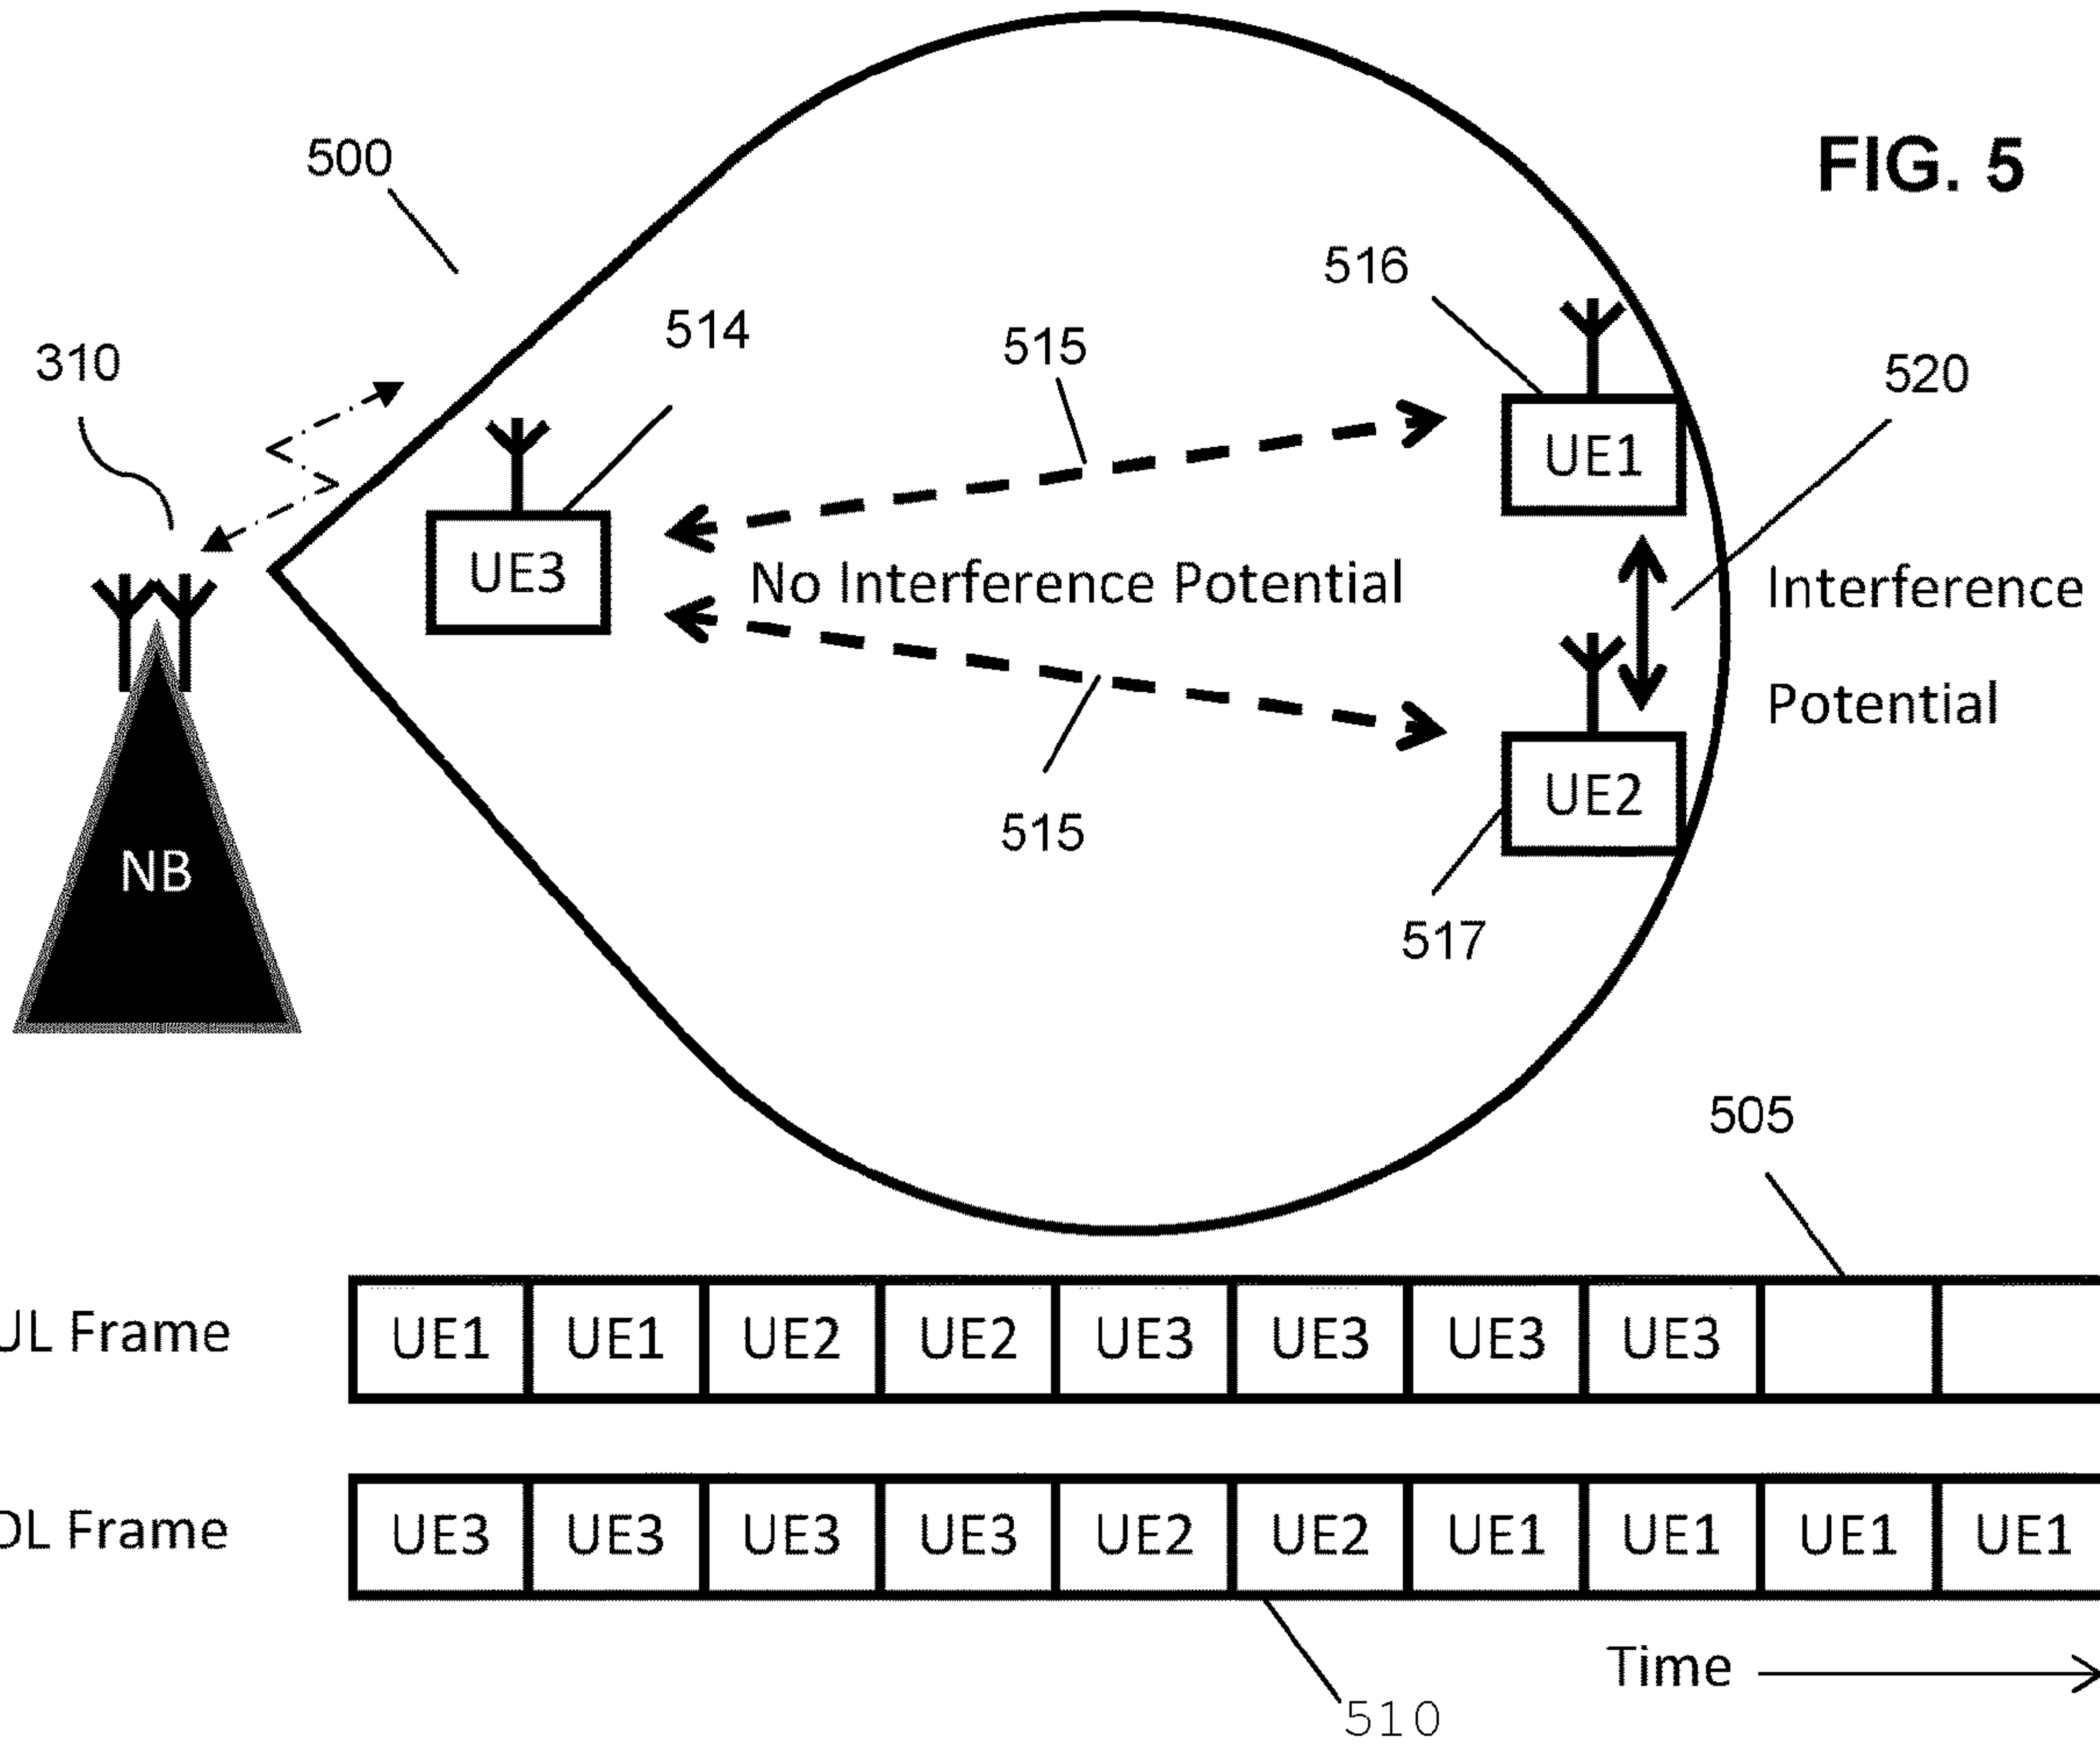 FIG. 5
500
516
514
515
310
520
UE1
UE3
No Interference Potential
Interference
Potential
UE2
515
NB
517
505
UL Frame
UE1 UE1 UE2 UE2 UE3 UE3 UE3 UE3
DL Frame
UE3 UE3 UE3 UE3 UE2 UE2 UE1 UE1 UE1 UE1
Time
510